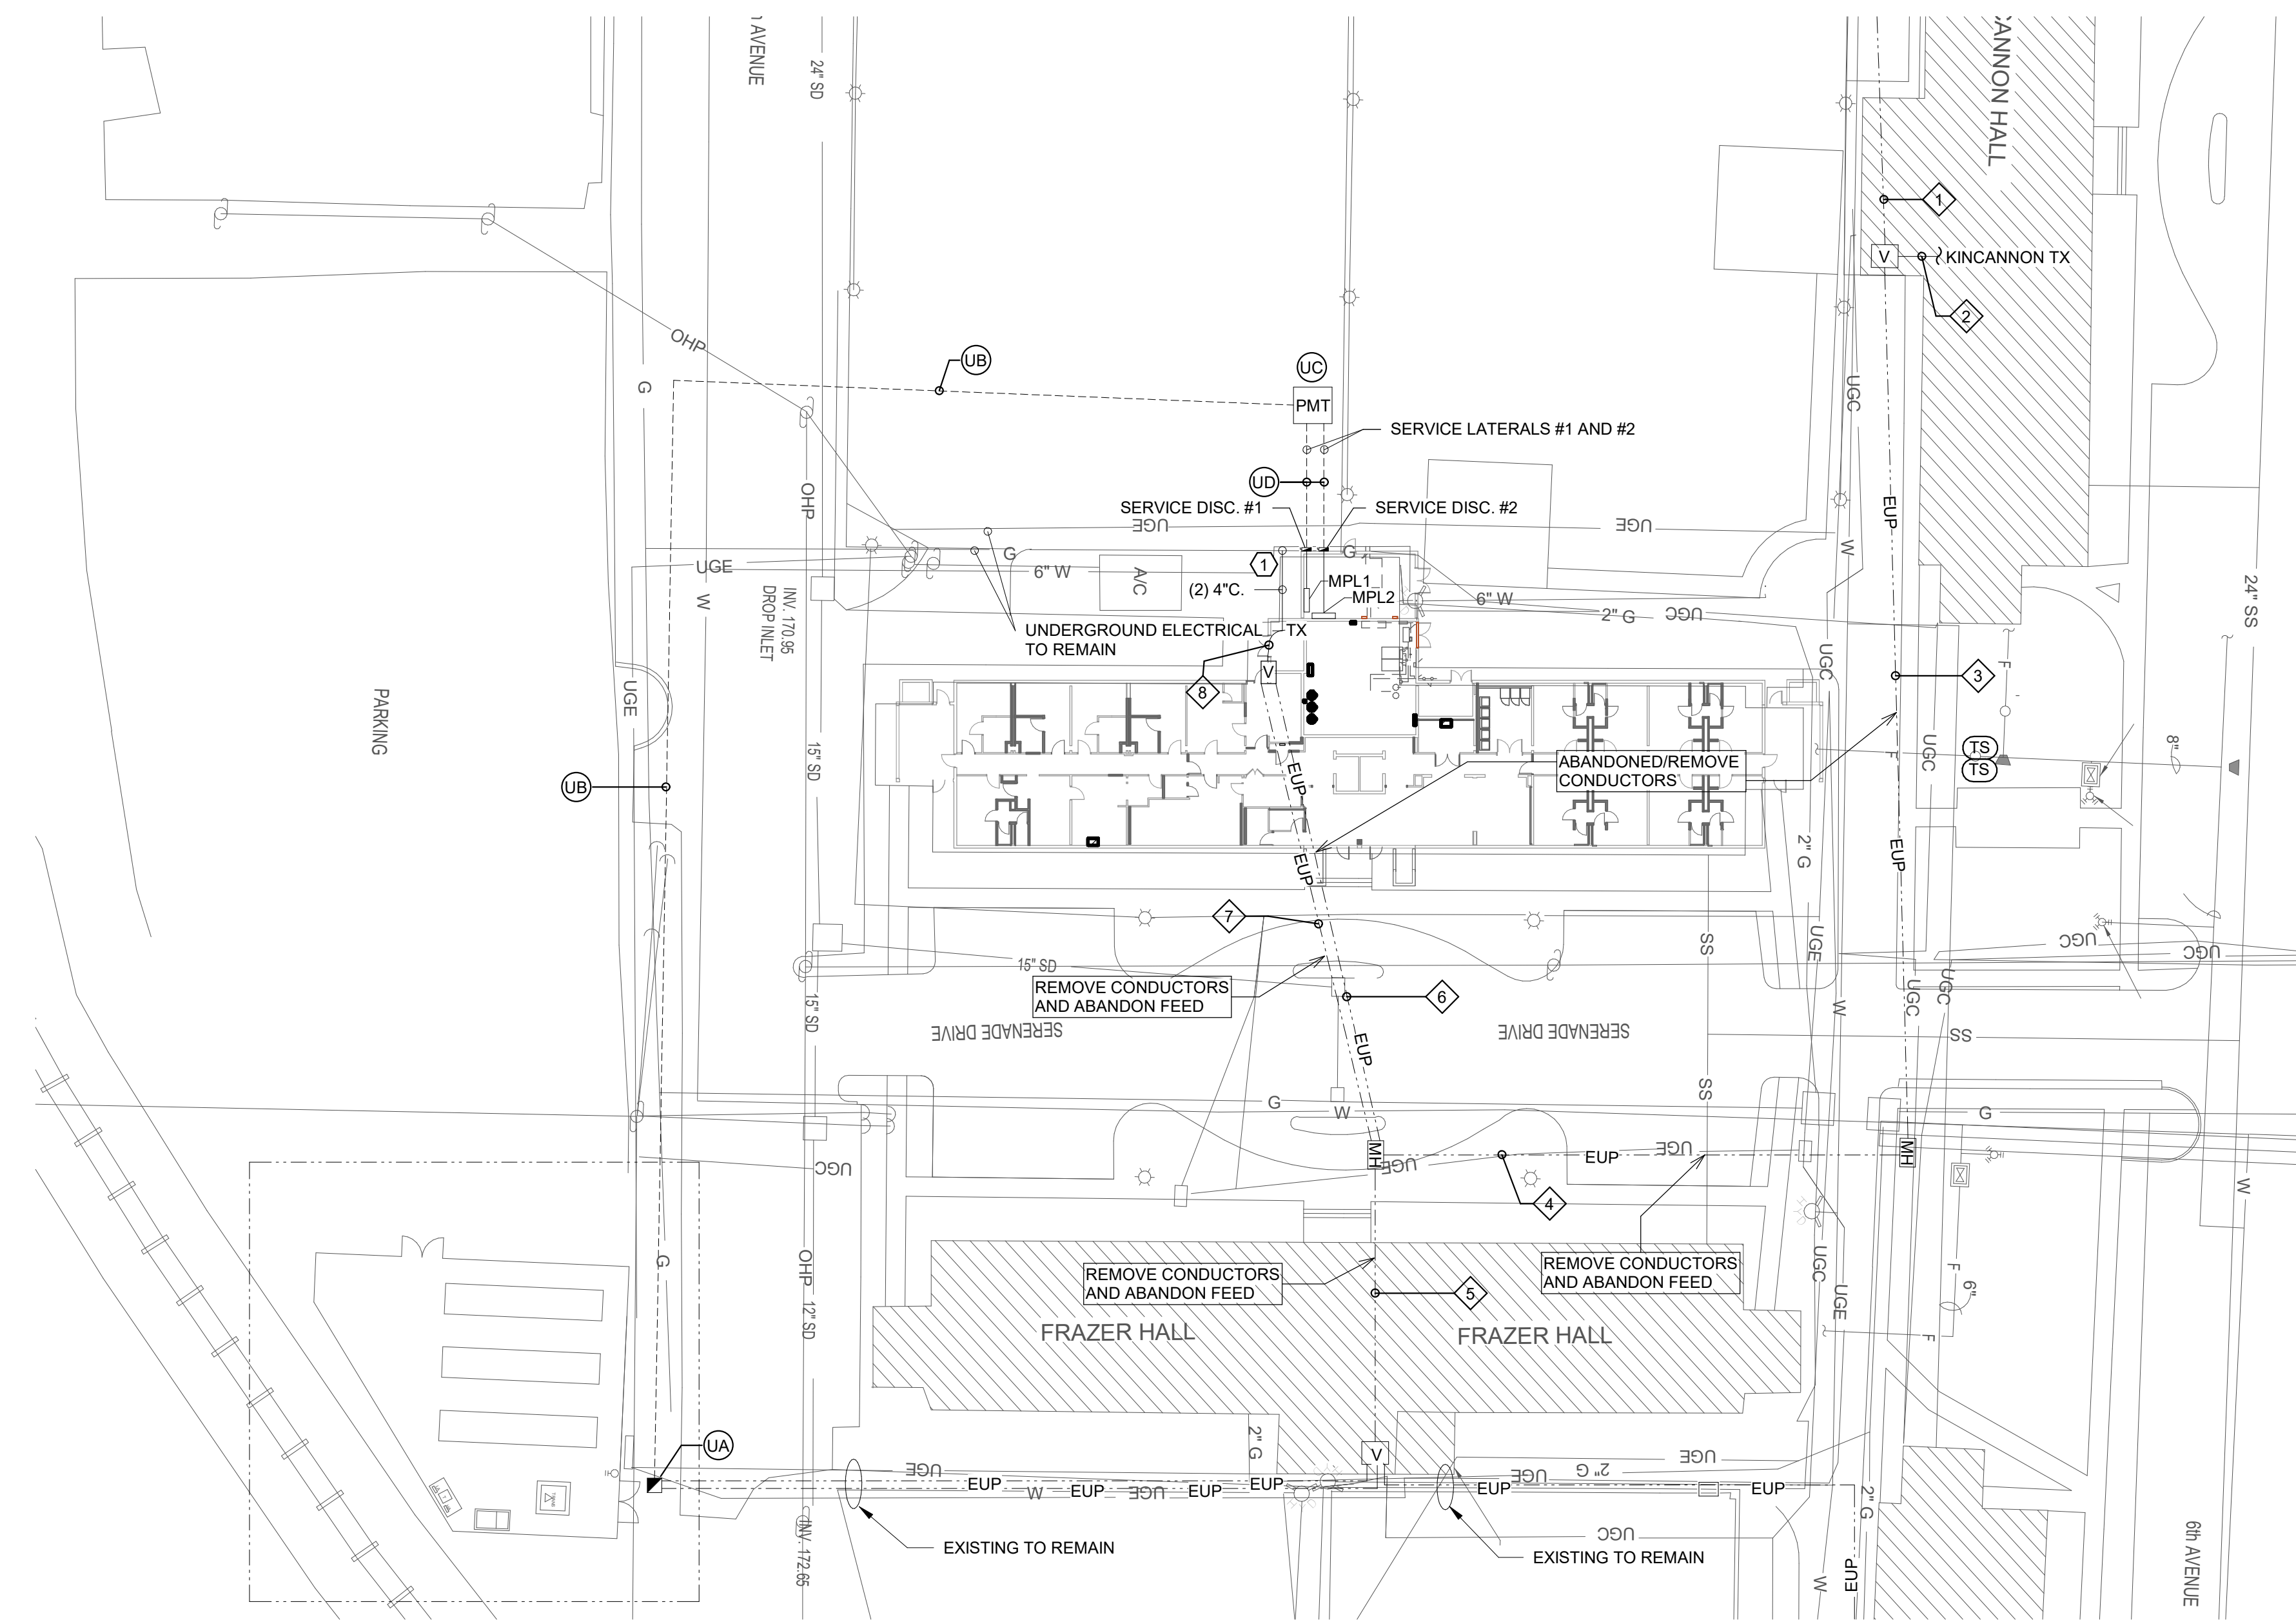 H AVENUE
24" SD
CANNON HALL
1
V
KINCANNON TX
2
OHP
G
UB
UC
PMT
UGC
SERVICE LATERALS #1 AND #2
OHP
UD
SERVICE DISC. #1
SERVICE DISC. #2
EUP
UGE
UGE
W
G
G
1
UGE
6" W
A/C
(2) 4"C.
MPL1
MPL2
6" W
2" G
UGC
24" SS
W
INV. 170.95
DROP INLET
UNDERGROUND ELECTRICAL
TO REMAIN
TX
V
8
UGC
3
F
PARKING
UGE
15" SD
UGC
F
TS
TS
8"
ABANDONED/REMOVE
CONDUCTORS
EUP
UB
EUP
EUP
2" G
EUP
7
SS
UGE
UGC
UGC
15" SD
REMOVE CONDUCTORS
AND ABANDON FEED
6
UGC
UGC
W
15" SD
SERENADE DRIVE
SERENADE DRIVE
EUP
SS
SS
G
W
G
MH
UGE
EUP
UGE
MH
UGC
4
W
G
OHP
12" SD
REMOVE CONDUCTORS
AND ABANDON FEED
REMOVE CONDUCTORS
AND ABANDON FEED
5
UGC
UGE
F
6"
F
FRAZER HALL
FRAZER HALL
UA
2" G
V
UGE
UGE
2" G
UGE
EUP
EUP
EUP
EUP
EUP
EUP
W
UGE
2" G
INV. 172.65
EXISTING TO REMAIN
EXISTING TO REMAIN
UGC
W
EUP
6th AVENUE